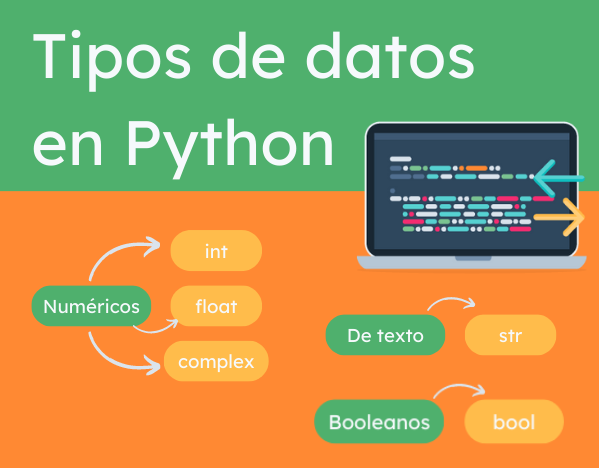 Tipos de datos
en Python
Numéricos
int
float
complex
De texto
str
Booleanos
bool